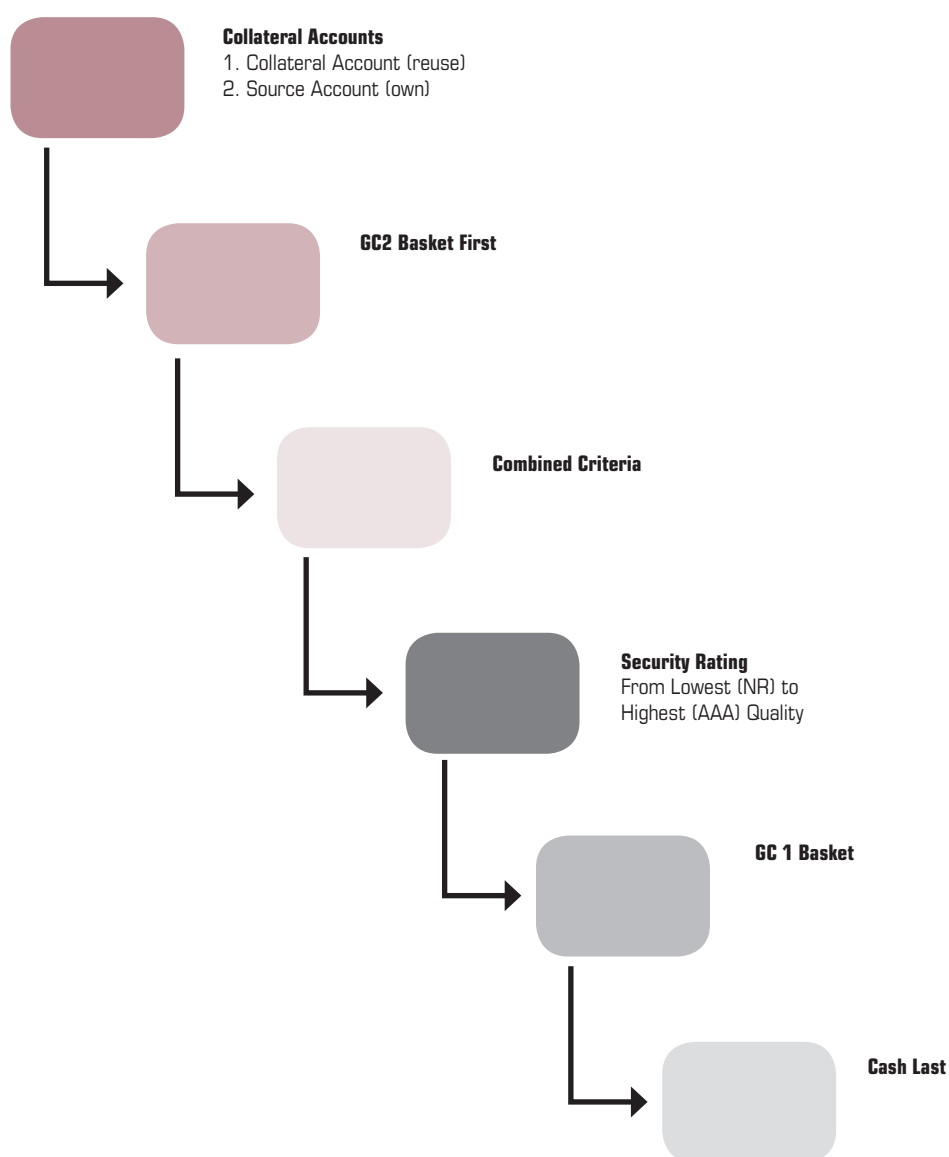 Collateral Accounts
1. Collateral Account (reuse)
2. Source Account (own)
GC2 Basket First
Combined Criteria
Security Rating
From Lowest (NR) to
Highest (AAA) Quality
GC 1 Basket
Cash Last